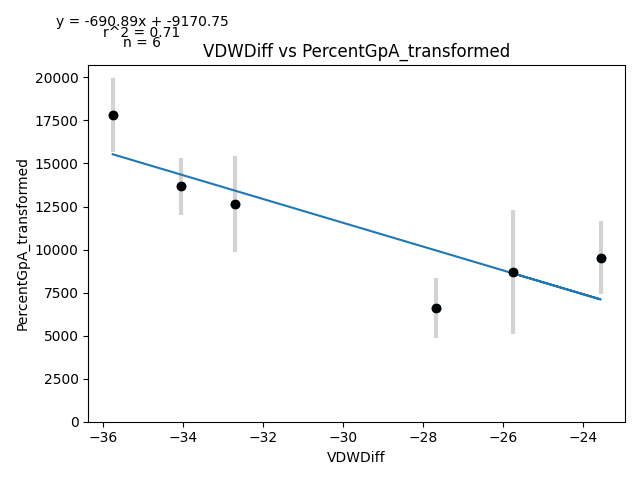 y = -690.89x + -9170.75
r^2 = 0.71
n = 6
VDWDiff vs PercentGpA_transformed
20000
17500
15000
12500
10000
7500
5000
2500
0
PercentGpA_transformed
−36
−34
−32
−30
−28
−26
−24
VDWDiff